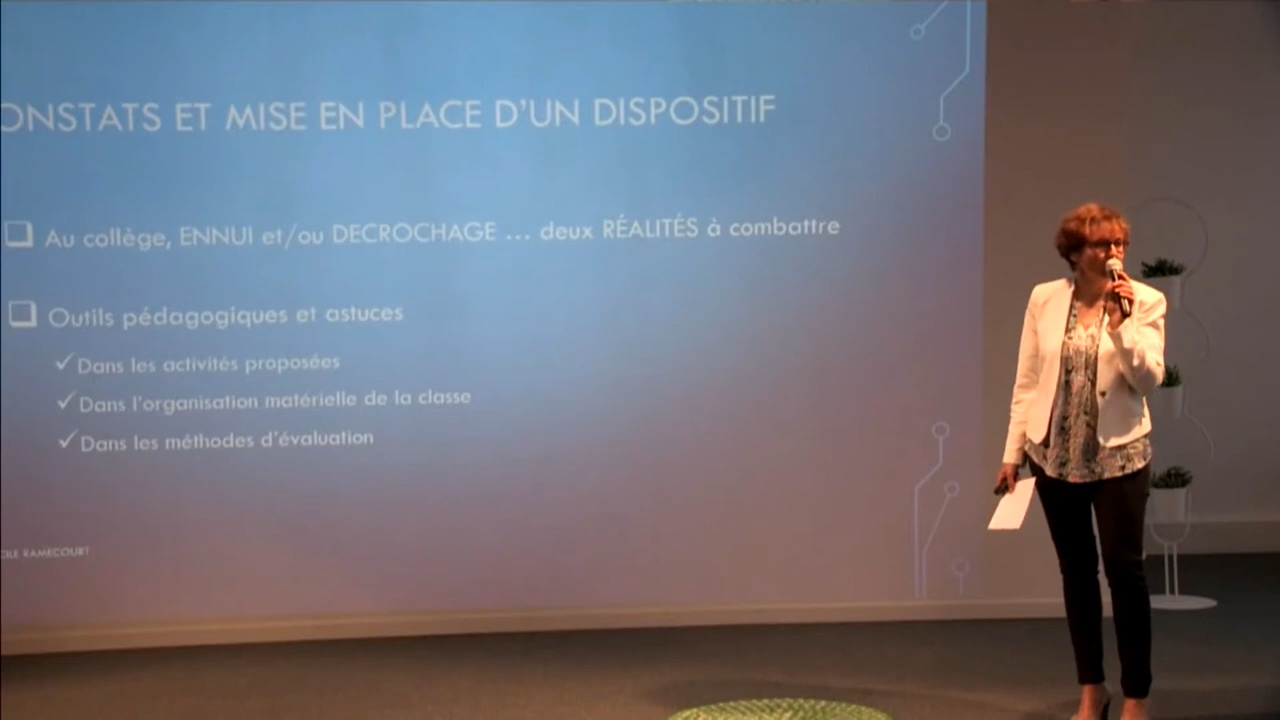 ONSTATS ET MISE EN PLACE D'UN DISPOSITIF
Au collège, ENNUI et/ou DECROCHAGE ... deux RÉALITÉS à combattre
Outils pédagogiques et astuces
Dans les activités proposées
Dans l'organisation matérielle de la classe
Dans les méthodes d'évaluation
CILE RAMECOURT